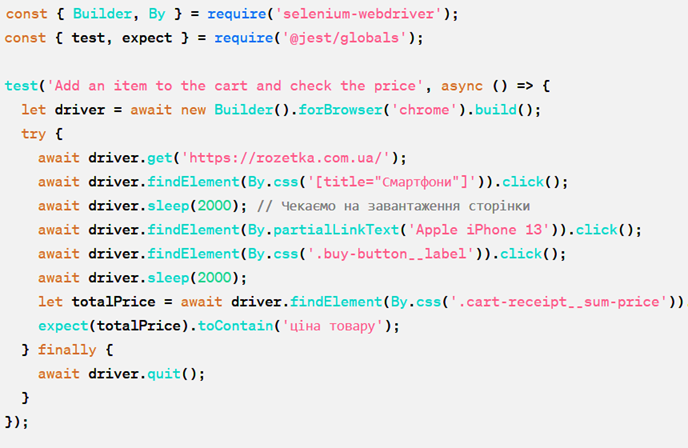 const { Builder, By } = require('selenium-webdriver');
const { test, expect } = require('@jest/globals');
test('Add an item to the cart and check the price', async () => {
let driver = await new Builder().forBrowser('chrome').build();
try {
await driver.get('https://rozetka.com.ua/');
await driver.findElement(By.css('[title="Смартфони"]')).click();
await driver.sleep(2000); // Чекаємо на завантаження сторінки
await driver.findElement(By.partialLinkText('Apple iPhone 13')).click();
await driver.findElement(By.css('.buy-button__label')).click();
await driver.sleep(2000);
let totalPrice = await driver.findElement(By.css('.cart-receipt__sum-price'))
expect(totalPrice).toContain('ціна товару');
} finally {
await driver.quit();
}
});